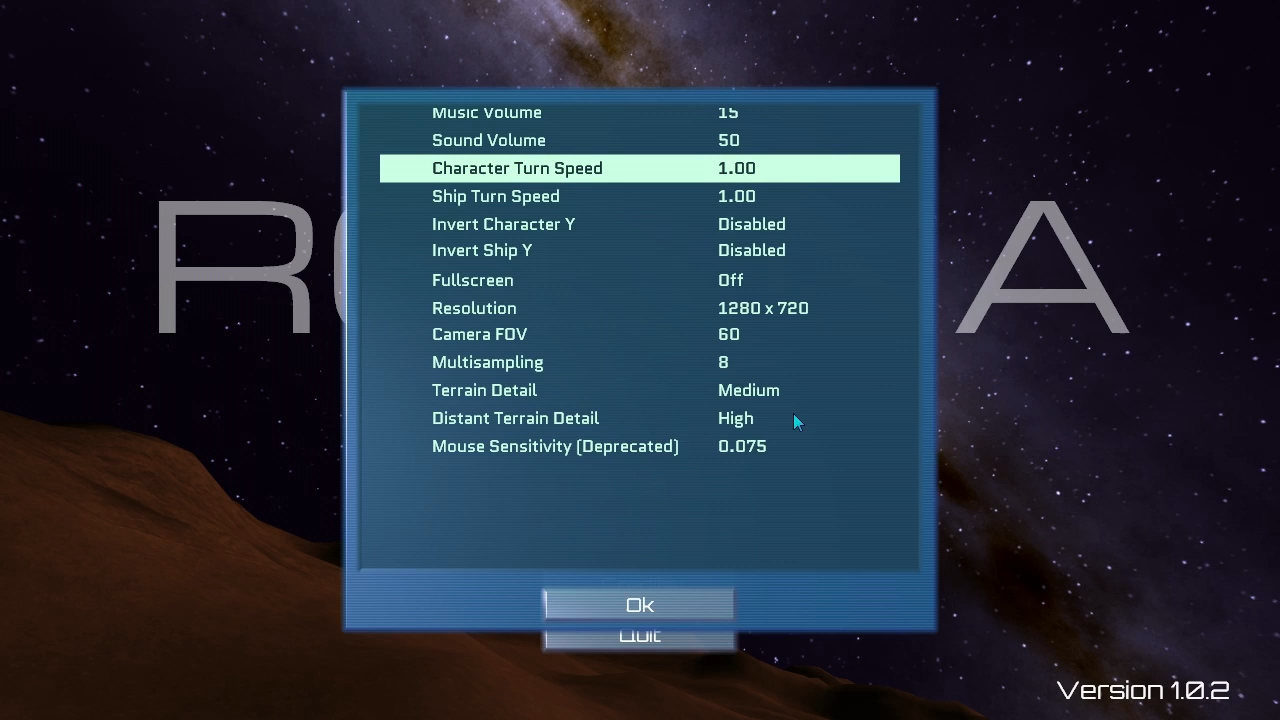 Music Volume 15
Sound Volume 50
Character Turn Speed 1.00
Ship Turn Speed 1.00
Invert Character Y Disabled
Invert Ship Y Disabled
Fullscreen Off
Resolution 1280 x 720
Camera FOV 60
Multisampling 8
Terrain Detail Medium
Distant Terrain Detail High
Mouse Sensitivity (Deprecated) 0.075
Ok
Quit
Version 1.0.2